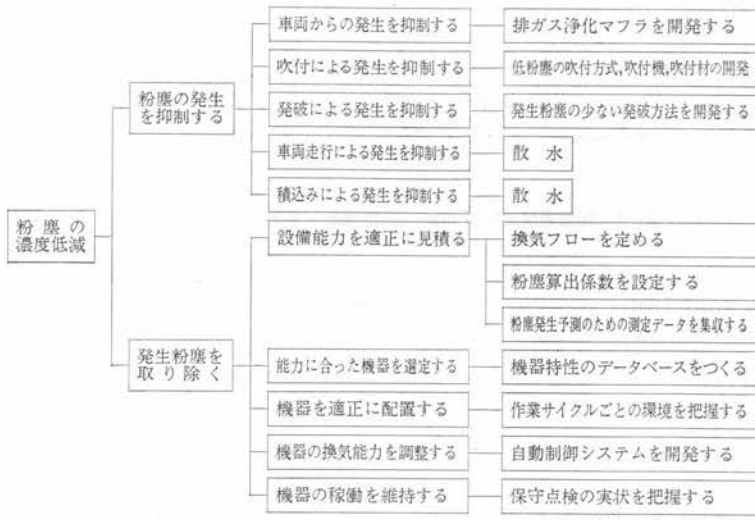 粉塵の
濃度低減
粉塵の発生
を抑制する
車両からの発生を抑制する
排ガス浄化マフラを開発する
吹付による発生を抑制する
低粉塵の吹付方式,吹付機,吹付材の開発
発破による発生を抑制する
発生粉塵の少ない発破方法を開発する
車両走行による発生を抑制する
散水
積込みによる発生を抑制する
散水
発生粉塵を
取り除く
設備能力を適正に見積る
換気フローを定める
粉塵算出係数を設定する
粉塵発生予測のための測定データを集収する
能力に合った機器を選定する
機器特性のデータベースをつくる
機器を適正に配置する
作業サイクルごとの環境を把握する
機器の換気能力を調整する
自動制御システムを開発する
機器の稼働を維持する
保守点検の実状を把握する